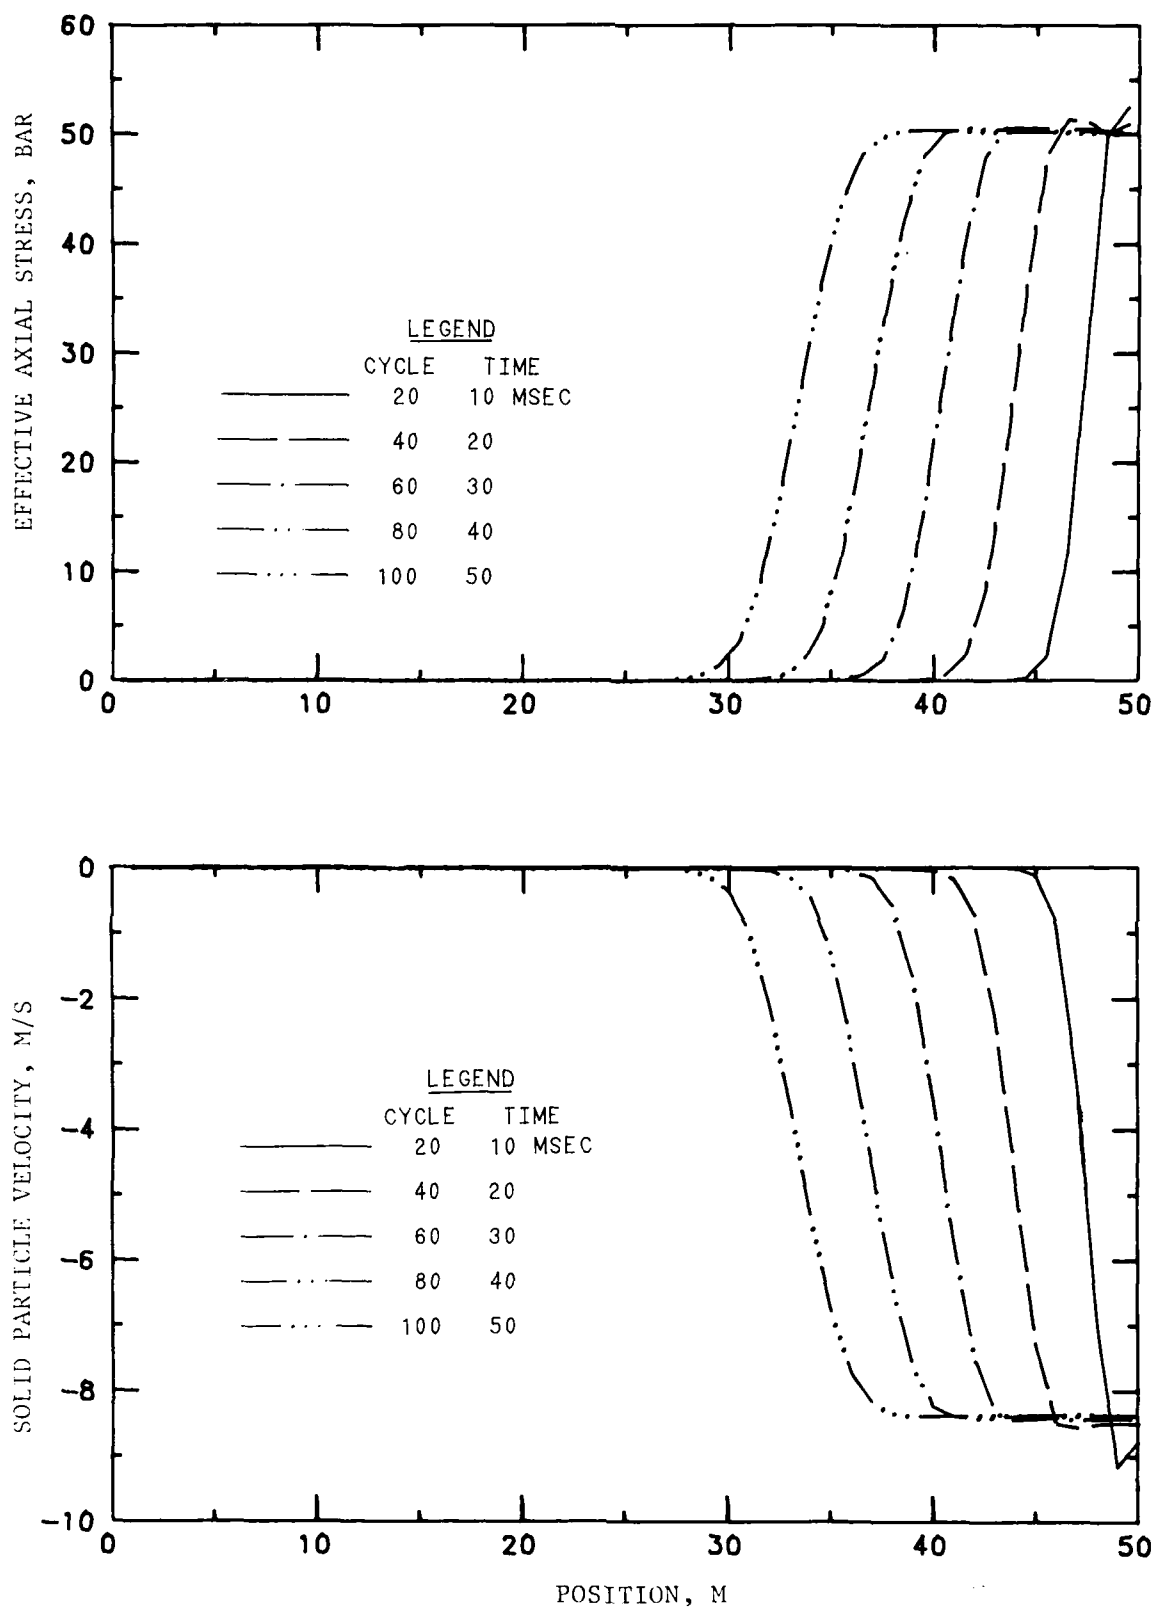 60
50
40
30
20
10
0
EFFECTIVE AXIAL STRESS, BAR
LEGEND
CYCLE TIME
20 10 MSEC
40 20
60 30
80 40
100 50
0 10 20 30 40 50
0
-2
-4
-6
-8
-10
SOLID PARTICLE VELOCITY, M/S
LEGEND
CYCLE TIME
20 10 MSEC
40 20
60 30
80 40
100 50
0 10 20 30 40 50
POSITION, M